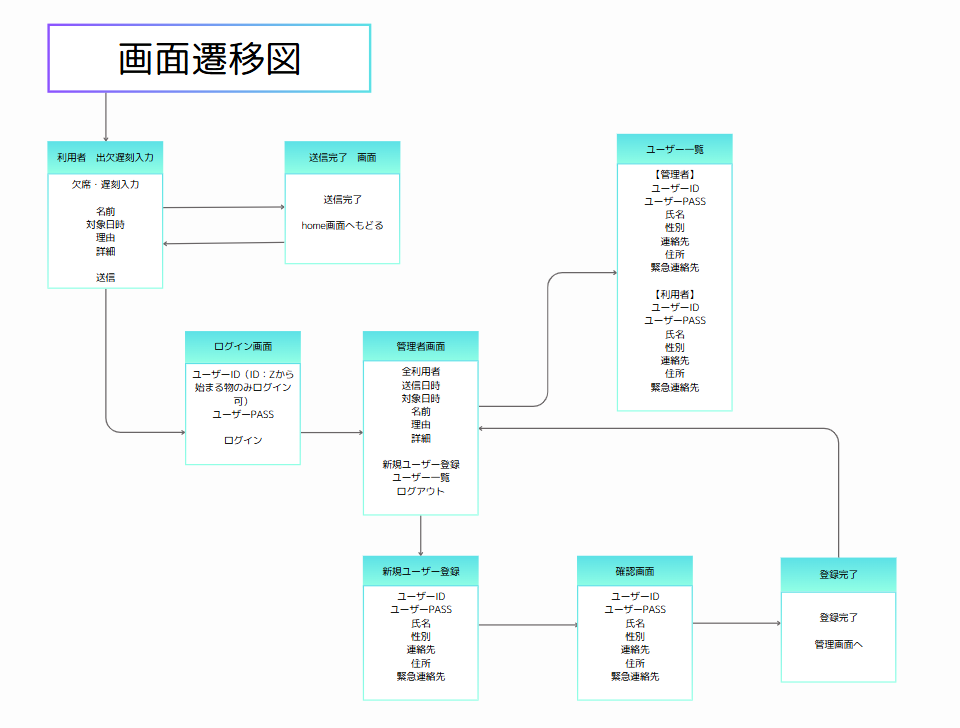 画面遷移図
利用者　出欠遅刻入力
欠席・遅刻入力
名前
対象日時
理由
詳細
送信
送信完了　画面
送信完了
home画面へもどる
ユーザー一覧
【管理者】
ユーザーID
ユーザーPASS
氏名
性別
連絡先
住所
緊急連絡先
【利用者】
ユーザーID
ユーザーPASS
氏名
性別
連絡先
住所
緊急連絡先
ログイン画面
ユーザーID（ID：Zから
始まる物のみログイン
可）
ユーザーPASS
ログイン
管理者画面
全利用者
送信日時
対象日時
名前
理由
詳細
新規ユーザー登録
ユーザー一覧
ログアウト
新規ユーザー登録
ユーザーID
ユーザーPASS
氏名
性別
連絡先
住所
緊急連絡先
確認画面
ユーザーID
ユーザーPASS
氏名
性別
連絡先
住所
緊急連絡先
登録完了
登録完了
管理画面へ